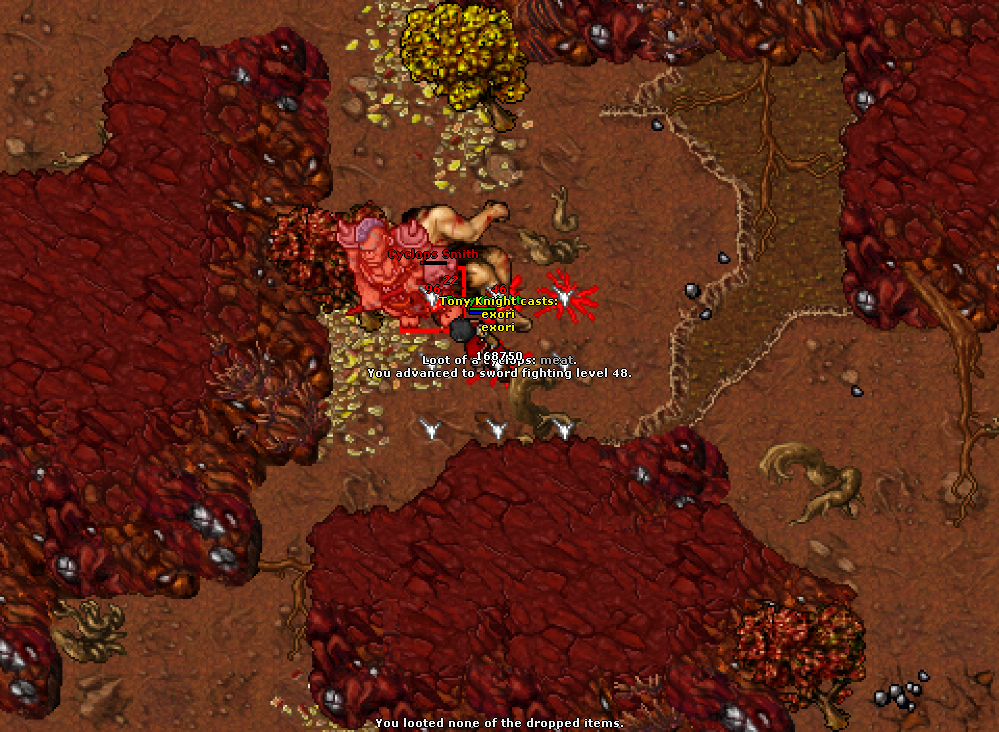 Cyclops Smith
Tony Knight casts:
exori
exori
168750
Loot of a cyclops: meat.
You advanced to sword fighting level 48.
You looted none of the dropped items.